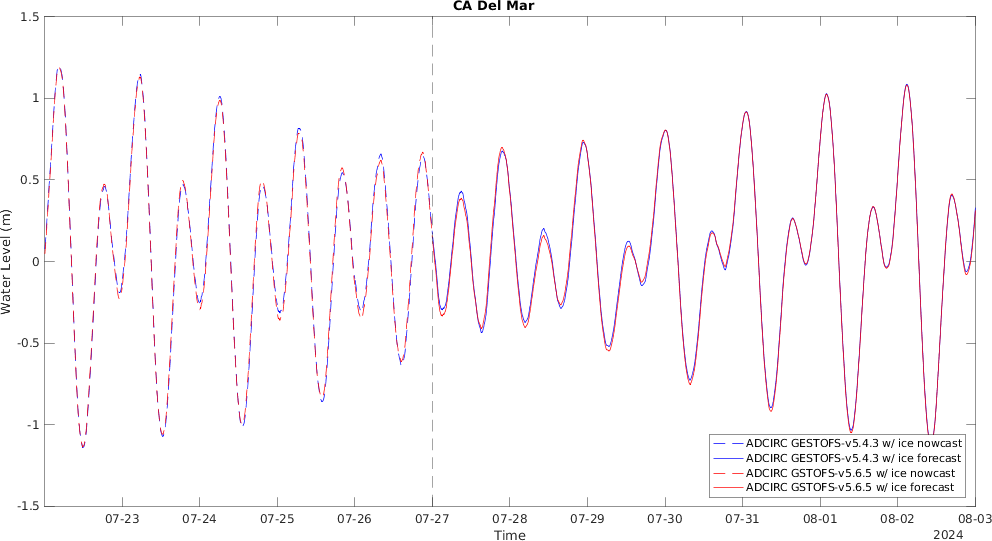 CA Del Mar
1.5
1
0.5
0
-0.5
-1
-1.5
Water Level (m)
07-23 07-24 07-25 07-26 07-27 07-28 07-29 07-30 07-31 08-01 08-02 08-03
Time
2024
ADCIRC GESTOFS-v5.4.3 w/ ice nowcast
ADCIRC GESTOFS-v5.4.3 w/ ice forecast
ADCIRC GSTOFS-v5.6.5 w/ ice nowcast
ADCIRC GSTOFS-v5.6.5 w/ ice forecast